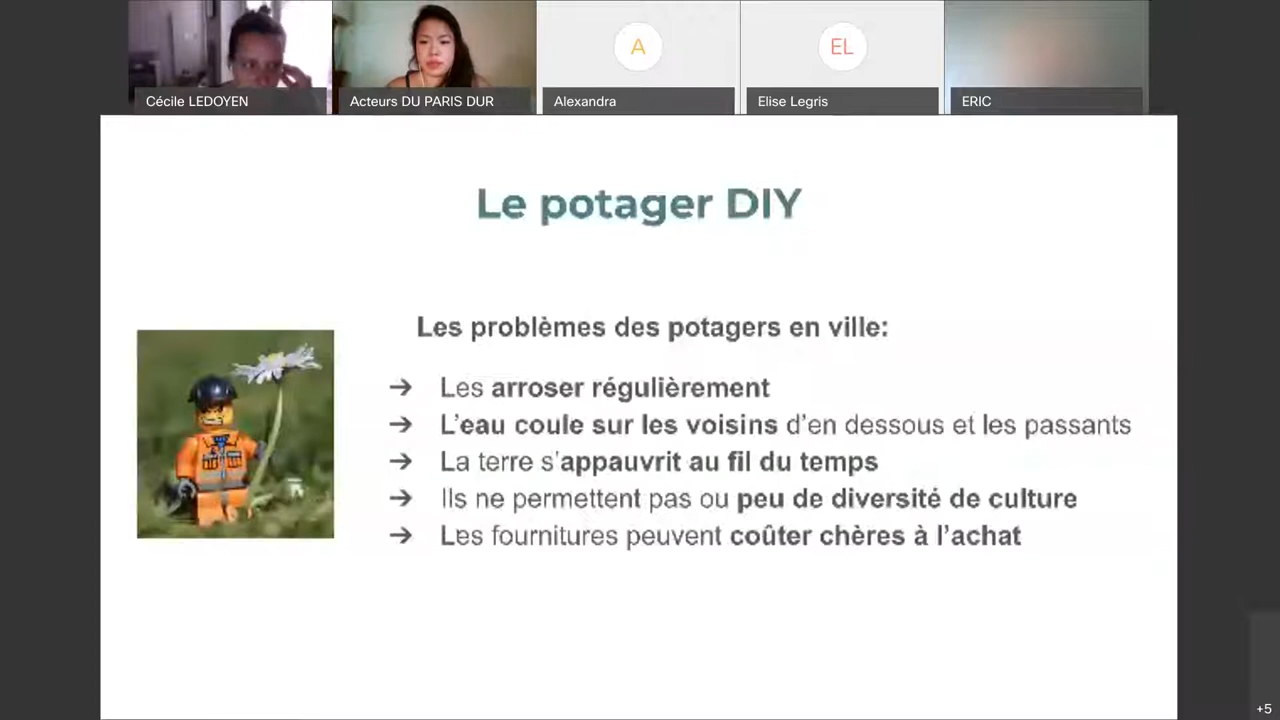 A
EL
Cécile LEDOYEN
Acteurs DU PARIS DUR
Alexandra
Elise Legris
ERIC
Le potager DIY
Les problèmes des potagers en ville:
→ Les arroser régulièrement
→ L'eau coule sur les voisins d'en dessous et les passants
→ La terre s'appauvrit au fil du temps
→ Ils ne permettent pas ou peu de diversité de culture
→ Les fournitures peuvent coûter chères à l'achat
+5